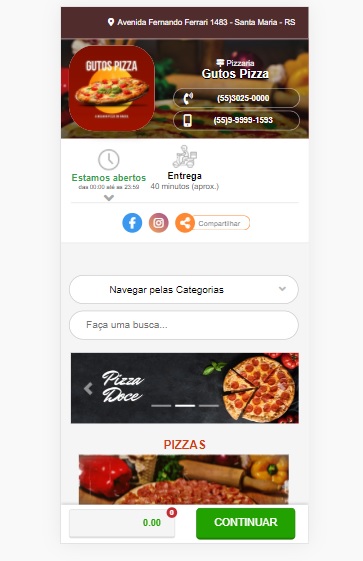 Avenida Fernando Ferrari 1483 - Santa Maria - RS
GUTOS PIZZA
Pizzaria
Gutos Pizza
(55)3025-0000
(55)9-9999-1593
Estamos abertos
das 00:00 até as 23:59
Entrega
40 minutos (aprox.)
Compartilhar
Navegar pelas Categorias
Faça uma busca...
Pizza
Doce
PIZZAS
0
0.00
CONTINUAR